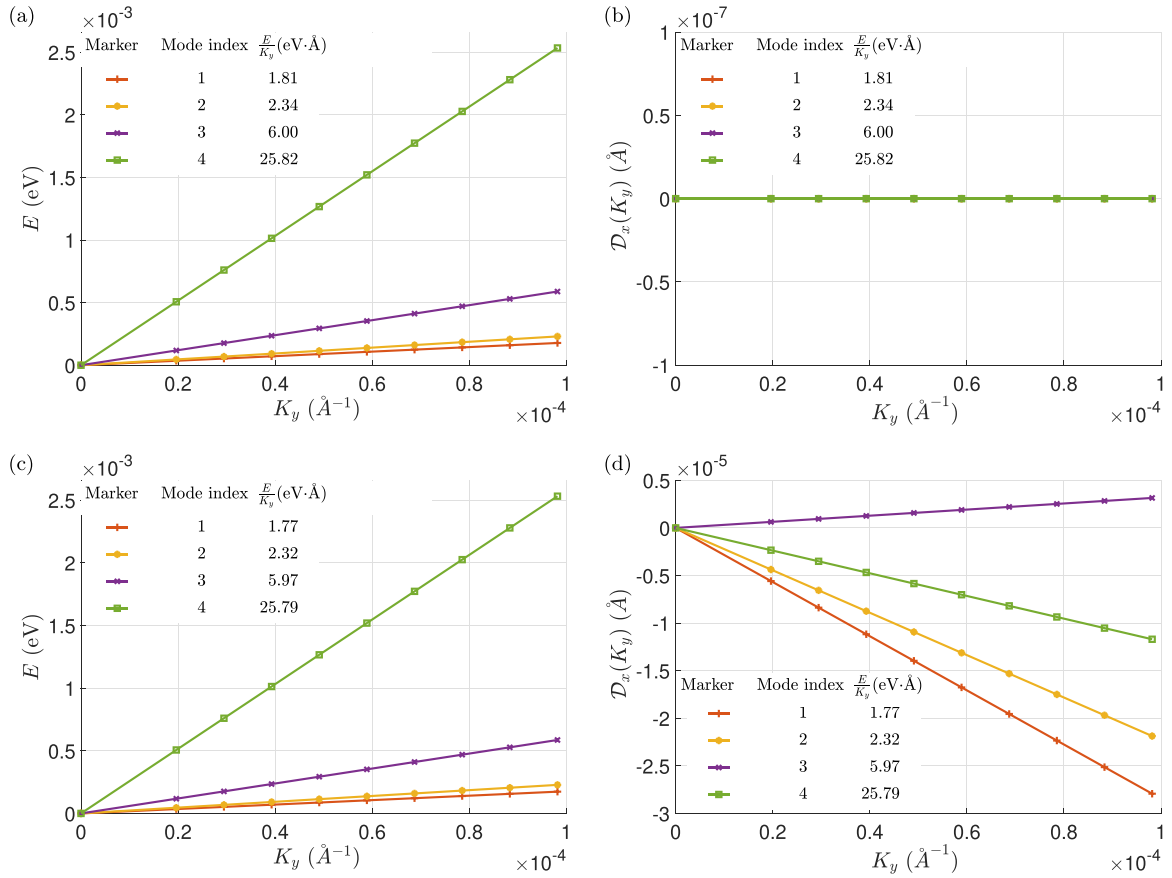 (a)
×10⁻³
Marker Mode index E/K_y (eV·Å)
1 1.81
2 2.34
3 6.00
4 25.82
2.5
2
1.5
1
0.5
0
E (eV)
0 0.2 0.4 0.6 0.8 1
K_y (Å⁻¹)
×10⁻⁴
(b)
×10⁻⁷
Marker Mode index E/K_y (eV·Å)
1 1.81
2 2.34
3 6.00
4 25.82
1
0.5
0
-0.5
-1
𝒟_x(K_y) (Å)
0 0.2 0.4 0.6 0.8 1
K_y (Å⁻¹)
×10⁻⁴
(c)
×10⁻³
Marker Mode index E/K_y (eV·Å)
1 1.77
2 2.32
3 5.97
4 25.79
2.5
2
1.5
1
0.5
0
E (eV)
0 0.2 0.4 0.6 0.8 1
K_y (Å⁻¹)
×10⁻⁴
(d)
×10⁻⁵
0.5
0
-0.5
-1
-1.5
-2
-2.5
-3
𝒟_x(K_y) (Å)
Marker Mode index E/K_y (eV·Å)
1 1.77
2 2.32
3 5.97
4 25.79
0 0.2 0.4 0.6 0.8 1
K_y (Å⁻¹)
×10⁻⁴